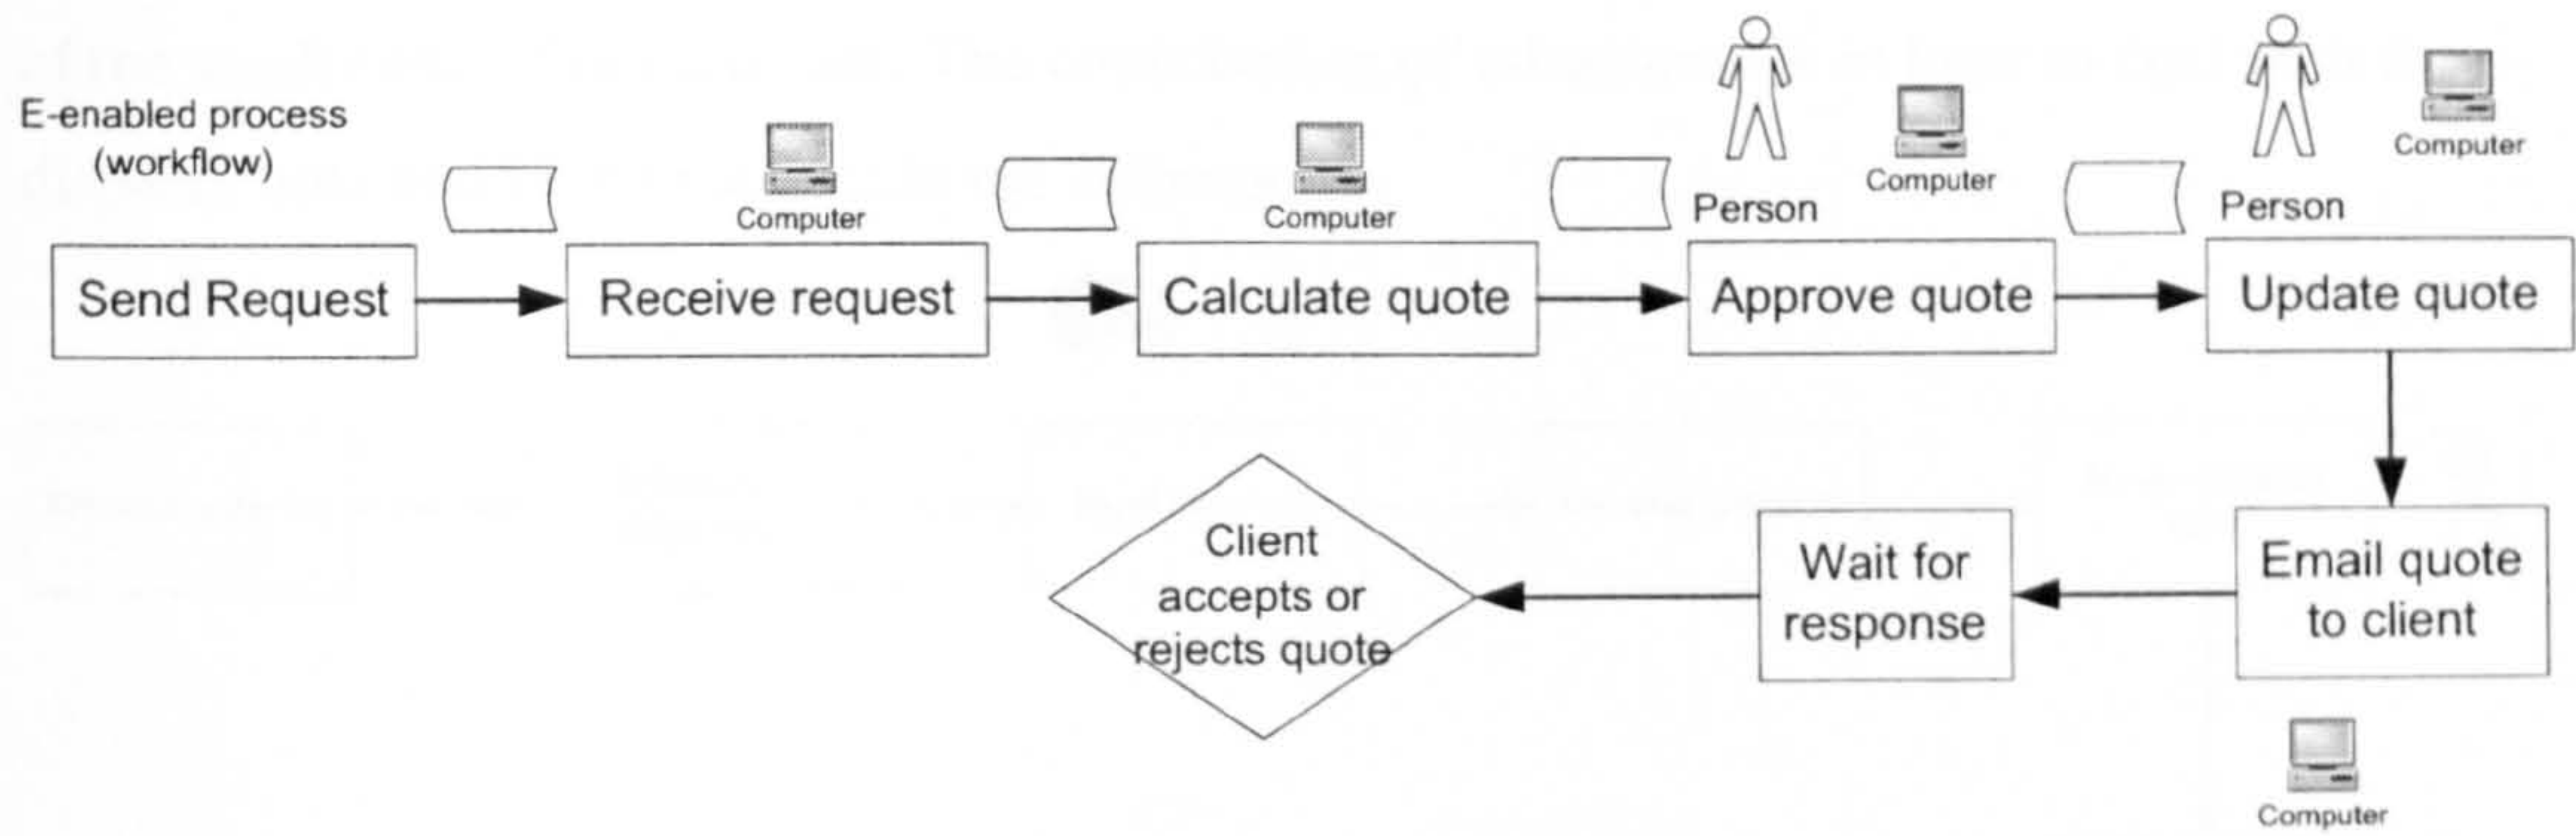 E-enabled process
(workflow)
Computer
Computer
Person
Computer
Person
Computer
Send Request
Receive request
Calculate quote
Approve quote
Update quote
Client
accepts or
rejects quote
Wait for
response
Email quote
to client
Computer